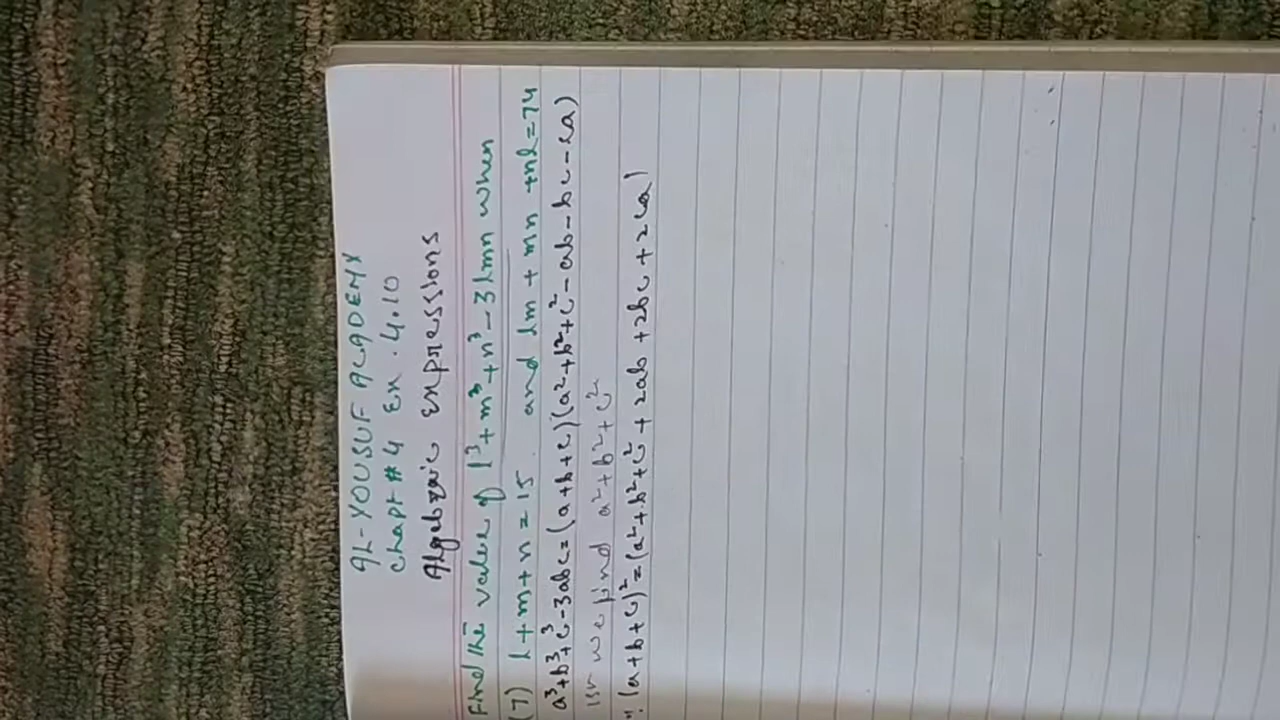 AL-YOUSUF ACADEMY
Chapt#4 Ex. 4.10
Algebraic expressions
Find the value of l³+m³+n³-3lmn when
(7) l+m+n=15 and lm+mn+nl=74
a³+b³+c³-3abc=(a+b+c)(a²+b²+c²-ab-bc-ca)
1st we find a²+b²+c²
∵ (a+b+c)²=(a²+b²+c²+2ab+2bc+2ca)